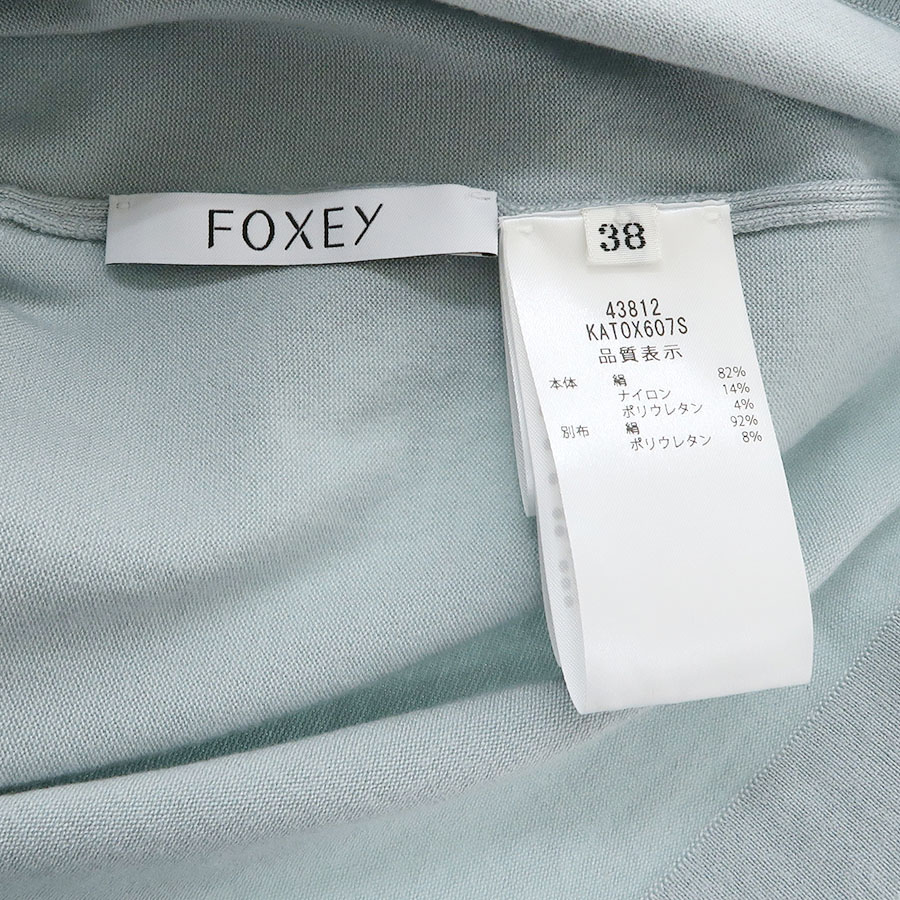 FOXEY
38
43812
KATOX607S
品質表示
本体 絹 82%
ナイロン 14%
ポリウレタン 4%
別布 絹 92%
ポリウレタン 8%